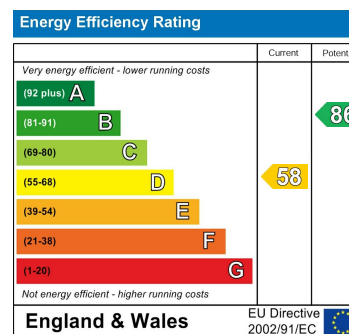 Energy Efficiency Rating
Current Potent
Very energy efficient - lower running costs
(92 plus) A
(81-91) B
86
(69-80) C
(55-68) D
58
(39-54) E
(21-38) F
(1-20) G
Not energy efficient - higher running costs
England & Wales
EU Directive
2002/91/EC